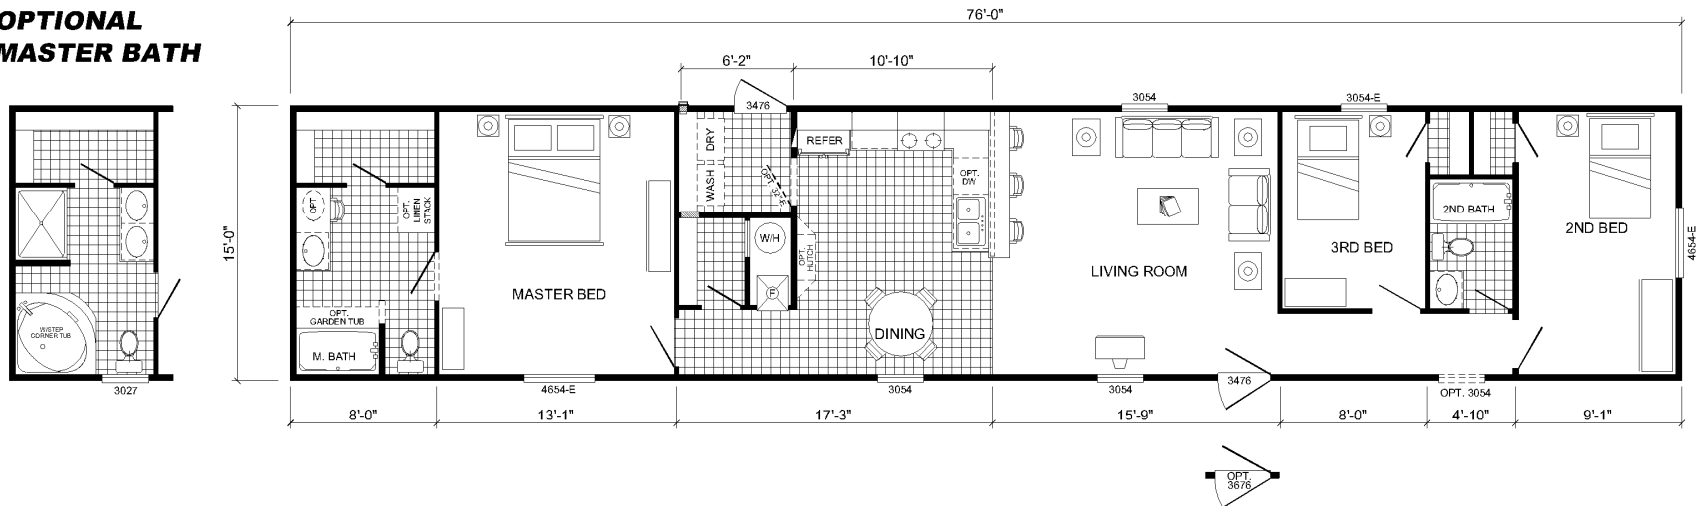 OPTIONAL
MASTER BATH
76'-0"
6'-2"
10'-10"
15'-0"
3476
3054
3054-E
DRY
WASH
OPT. 32"
REFER
OPT.
DW
OPT
OPT.
LINEN
STACK
W/H
F
OPT.
HUTCH
MASTER BED
LIVING ROOM
DINING
3RD BED
2ND BATH
2ND BED
4654-E
OPT.
GARDEN TUB
M. BATH
W/STEP
CORNER TUB
3027
4654-E
3054
3054
3476
OPT. 3054
8'-0"
13'-1"
17'-3"
15'-9"
8'-0"
4'-10"
9'-1"
OPT.
3676